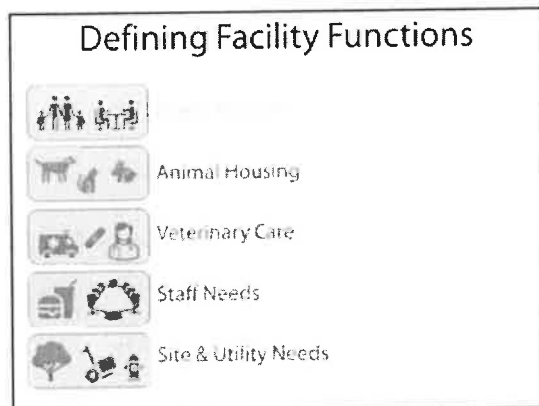 Defining Facility Functions
Animal Housing
Veterinary Care
Staff Needs
Site & Utility Needs